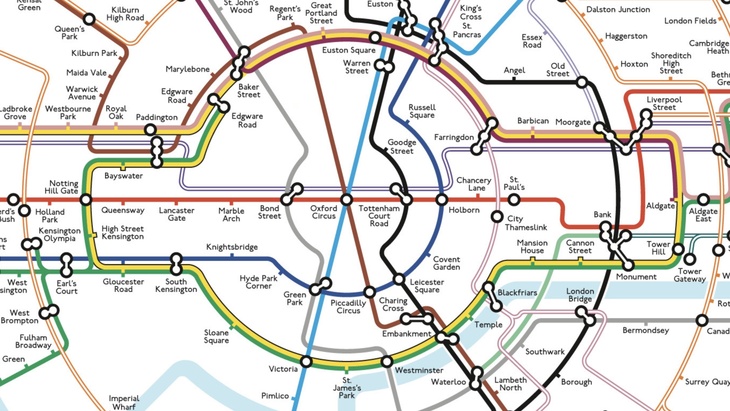 Kensal
Green
Kilburn
High Road
St. John's
Wood
Regent's
Park
Great
Portland
Street
Euston
King's
Cross
St.
Pancras
Dalston Junction
London Fields
Queen's
Park
Essex
Road
Haggerston
Cambridge
Heath
Kilburn Park
Euston Square
Hoxton
Shoreditch
High
Street
Maida Vale
Marylebone
Warren
Street
Angel
Old
Street
Warwick
Avenue
Edgware
Road
Baker
Street
Liverpool
Street
Ladbroke
Grove
Westbourne
Park
Royal
Oak
Paddington
Edgware
Road
Russell
Square
Barbican
Moorgate
Farringdon
Goodge
Street
Bayswater
Notting
Hill Gate
Chancery
Lane
St.
Paul's
Holland
Park
Queensway
Lancaster
Gate
Marble
Arch
Bond
Street
Oxford
Circus
Tottenham
Court
Road
Holborn
City
Thameslink
Bank
Aldgate
Aldgate
East
Kensington
Olympia
High Street
Kensington
Knightsbridge
Mansion
House
Cannon
Street
Tower
Hill
Covent
Garden
Tower
Gateway
Monument
Hyde Park
Corner
Earl's
Court
Gloucester
Road
South
Kensington
Green
Park
Piccadilly
Circus
Leicester
Square
Charing
Cross
Blackfriars
London
Bridge
West
Brompton
Temple
Bermondsey
Fulham
Broadway
Sloane
Square
Embankment
Southwark
Victoria
St.
James's
Park
Westminster
Waterloo
Lambeth
North
Borough
Surrey Quay
Imperial
Wharf
Pimlico